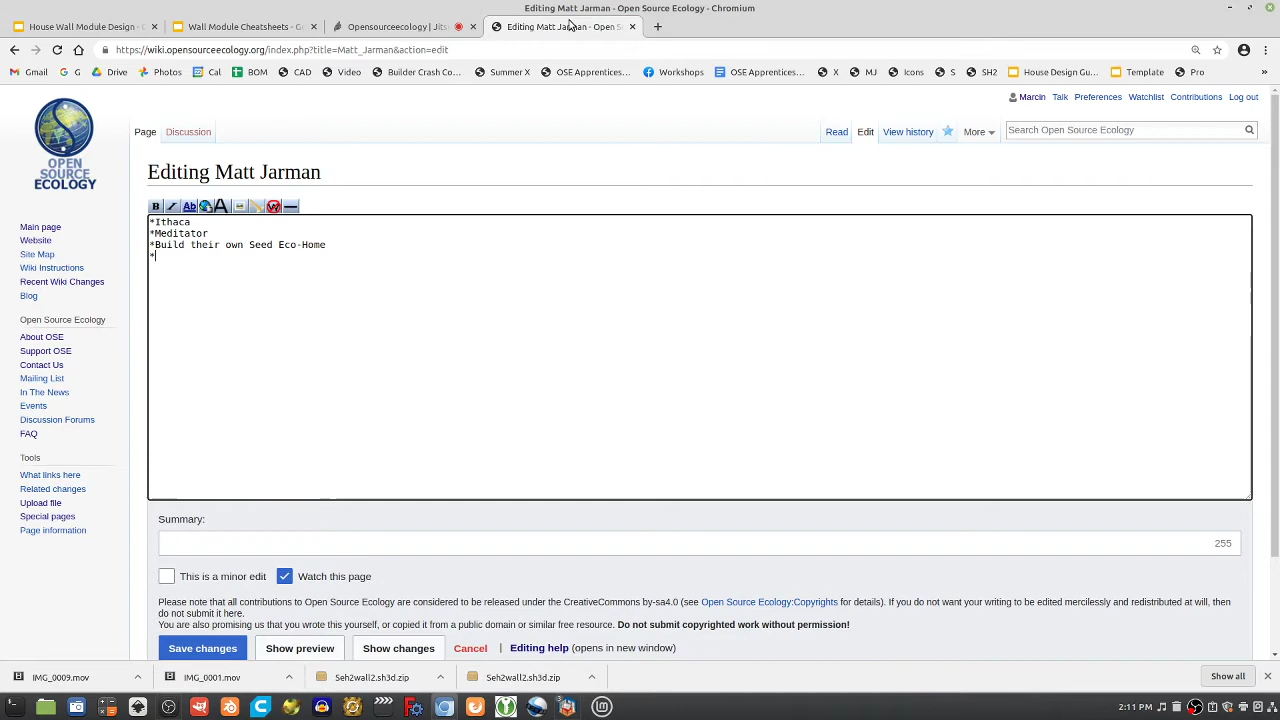 Editing Matt Jarman - Open Source Ecology - Chromium
House Wall Module Design -
Wall Module Cheatsheets - G
Opensourceecology | Jits
Editing Matt Jarman - Open S
https://wiki.opensourceecology.org/index.php?title=Matt_Jarman&action=edit
Gmail
G
Drive
Photos
Cal
BOM
CAD
Video
Builder Crash Co...
Summer X
OSE Apprentices...
Workshops
OSE Apprentices...
X
MJ
Icons
S
SH2
House Design Gu...
Template
Pro
Marcin
Talk
Preferences
Watchlist
Contributions
Log out
OPEN
SOURCE
ECOLOGY
Page
Discussion
Read
Edit
View history
More
Search Open Source Ecology
Editing Matt Jarman
*Ithaca
*Meditator
*Build their own Seed Eco-Home
*
Main page
Website
Site Map
Wiki Instructions
Recent Wiki Changes
Blog
Open Source Ecology
About OSE
Support OSE
Contact Us
Mailing List
In The News
Events
Discussion Forums
FAQ
Tools
What links here
Related changes
Upload file
Special pages
Page information
Summary:
255
This is a minor edit
Watch this page
Please note that all contributions to Open Source Ecology are considered to be released under the CreativeCommons by-sa4.0 (see Open Source Ecology:Copyrights for details). If you do not want your writing to be edited mercilessly and redistributed at will, then
do not submit it here.
You are also promising us that you wrote this yourself, or copied it from a public domain or similar free resource. Do not submit copyrighted work without permission!
Save changes
Show preview
Show changes
Cancel
| Editing help (opens in new window)
IMG_0009.mov
IMG_0001.mov
Seh2wall2.sh3d.zip
Seh2wall2.sh3d.zip
Show all
2:11 PM